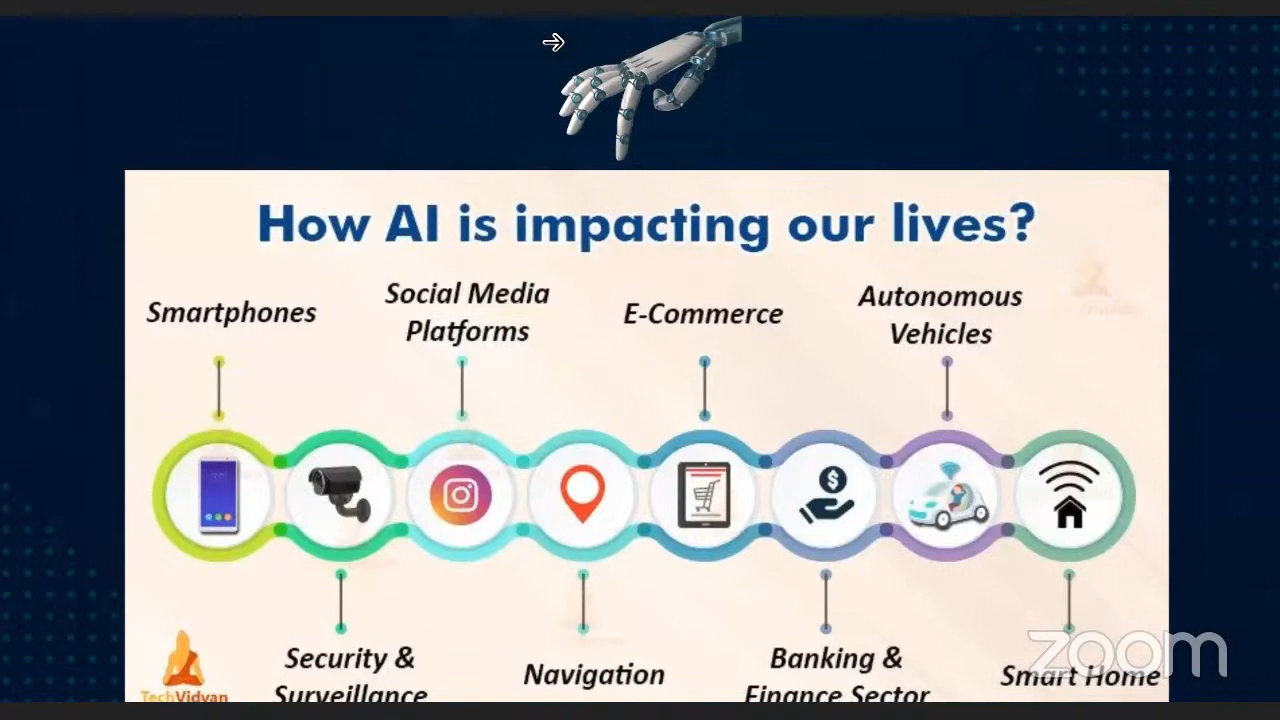 How AI is impacting our lives?
Smartphones
Social Media
Platforms
E-Commerce
Autonomous
Vehicles
Security &
Surveillance
Navigation
Banking &
Finance Sector
Smart Home
TechVidvan
zoom